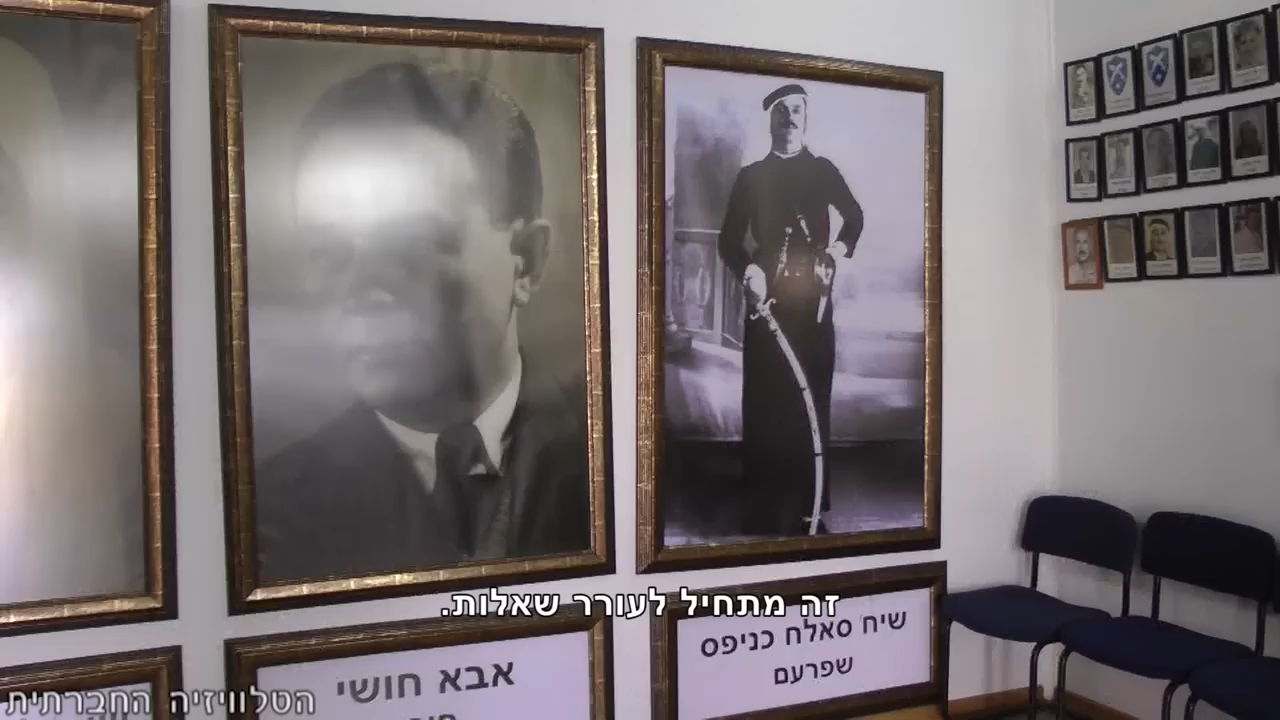 זה מתחיל לעורר שאלות.
שיח סאלח כניפס
שפרעם
אבא חושי
הטלוויזיה החברתית